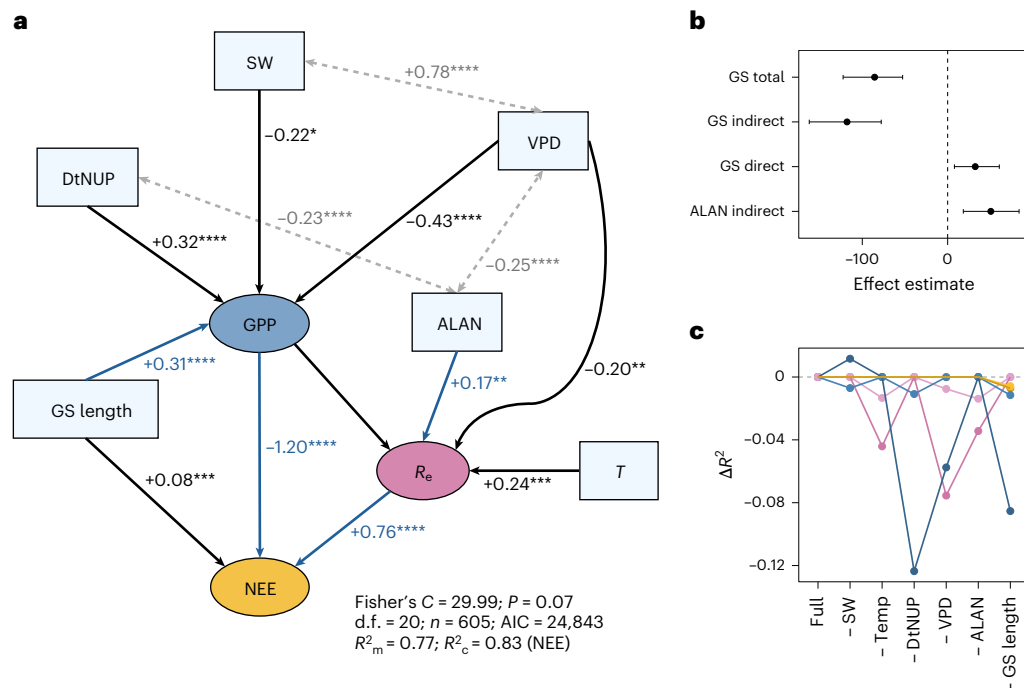 a
SW
+0.78****
VPD
−0.22*
DtNUP
−0.23****
−0.43****
+0.32****
−0.25****
GPP
ALAN
+0.31****
−0.20**
+0.17**
GS length
−1.20****
Re
T
+0.24***
+0.08***
+0.76****
NEE
Fisher's C = 29.99; P = 0.07
d.f. = 20; n = 605; AIC = 24,843
R²m = 0.77; R²c = 0.83 (NEE)
b
GS total
GS indirect
GS direct
ALAN indirect
−100
0
Effect estimate
c
0
−0.04
−0.08
−0.12
ΔR²
Full
− SW
− Temp
− DtNUP
− VPD
− ALAN
− GS length